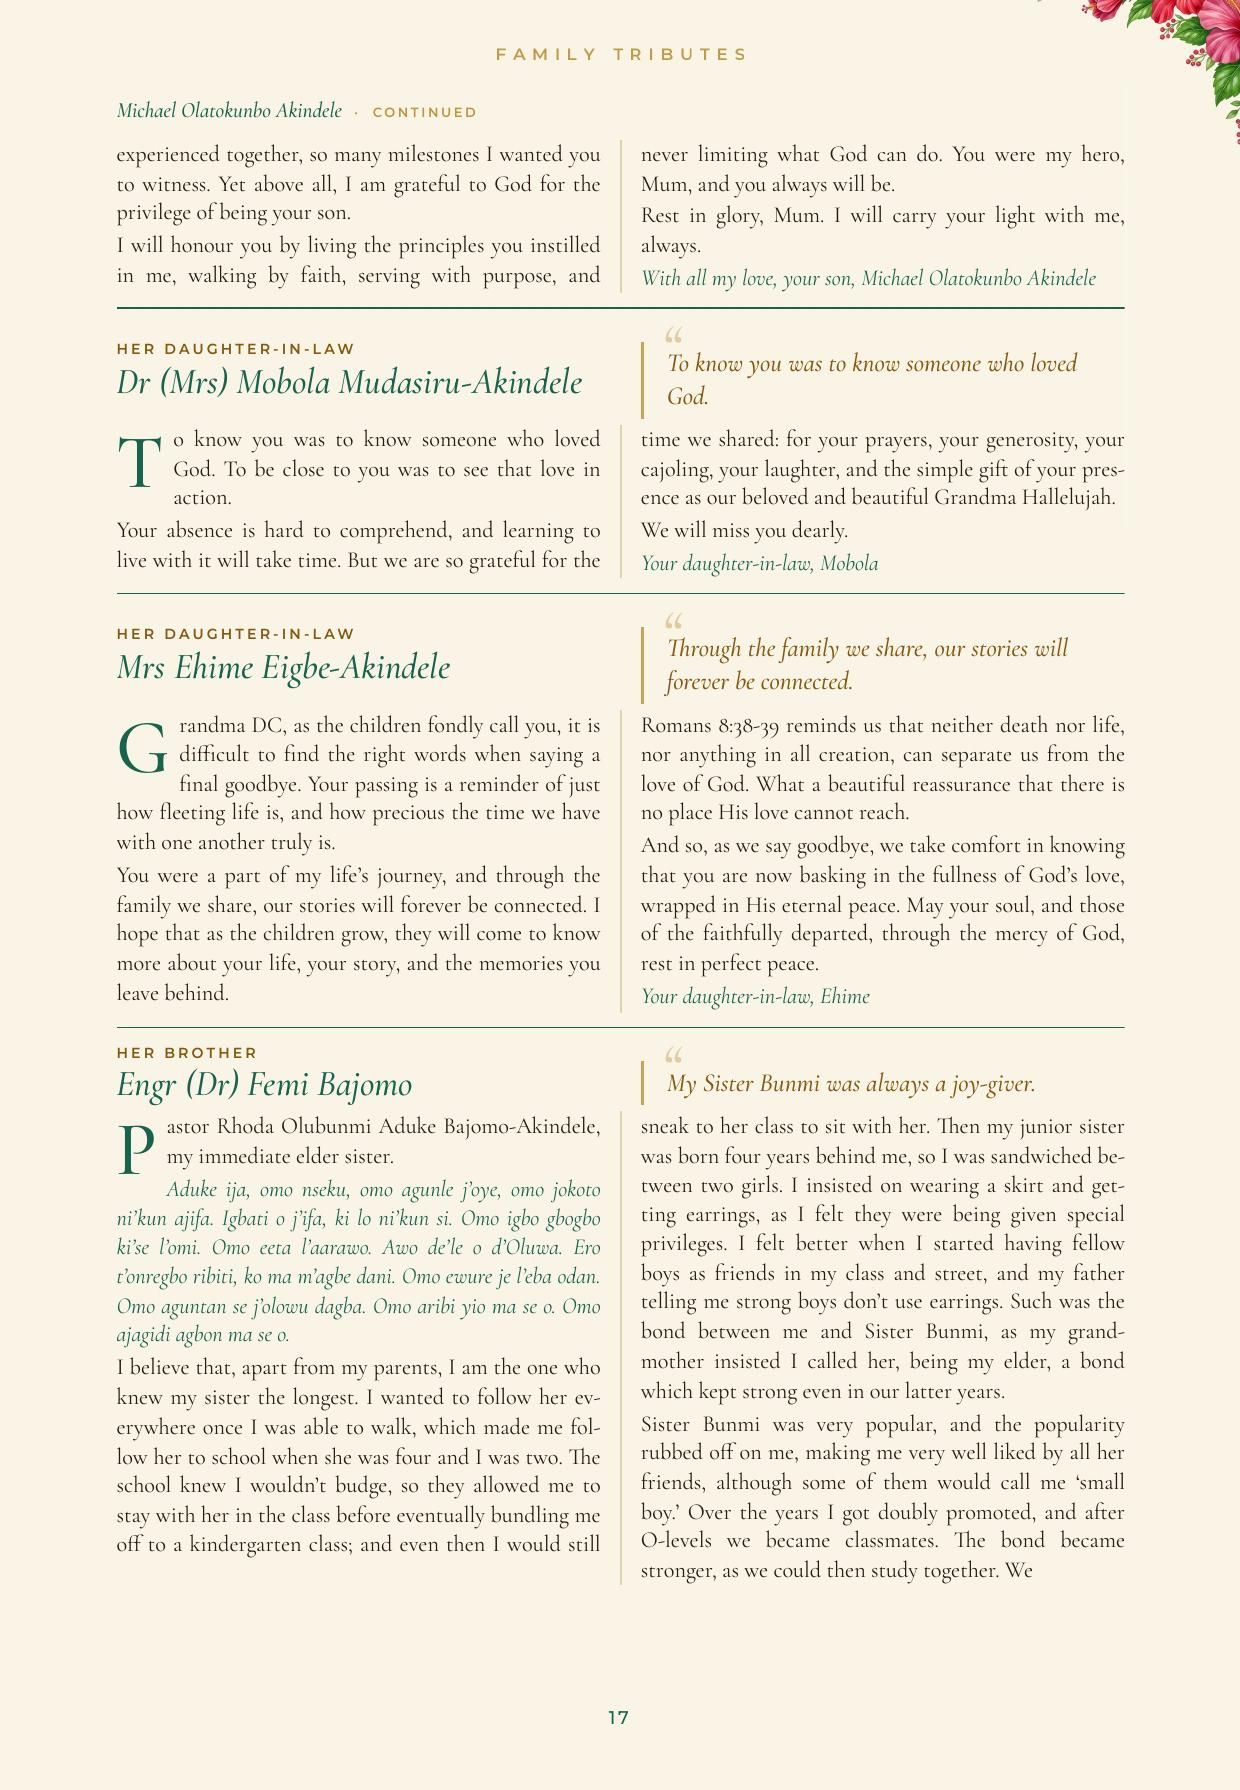 FAMILY TRIBUTES
Michael Olatokunbo Akindele · CONTINUED
experienced together, so many milestones I wanted you
to witness. Yet above all, I am grateful to God for the
privilege of being your son.
I will honour you by living the principles you instilled
in me, walking by faith, serving with purpose, and
never limiting what God can do. You were my hero,
Mum, and you always will be.
Rest in glory, Mum. I will carry your light with me,
always.
With all my love, your son, Michael Olatokunbo Akindele
HER DAUGHTER-IN-LAW
Dr (Mrs) Mobola Mudasiru-Akindele
“
To know you was to know someone who loved
God.
To know you was to know someone who loved
God. To be close to you was to see that love in
action.
Your absence is hard to comprehend, and learning to
live with it will take time. But we are so grateful for the
time we shared: for your prayers, your generosity, your
cajoling, your laughter, and the simple gift of your pres-
ence as our beloved and beautiful Grandma Hallelujah.
We will miss you dearly.
Your daughter-in-law, Mobola
HER DAUGHTER-IN-LAW
Mrs Ehime Eigbe-Akindele
“
Through the family we share, our stories will
forever be connected.
Grandma DC, as the children fondly call you, it is
difficult to find the right words when saying a
final goodbye. Your passing is a reminder of just
how fleeting life is, and how precious the time we have
with one another truly is.
You were a part of my life’s journey, and through the
family we share, our stories will forever be connected. I
hope that as the children grow, they will come to know
more about your life, your story, and the memories you
leave behind.
Romans 8:38-39 reminds us that neither death nor life,
nor anything in all creation, can separate us from the
love of God. What a beautiful reassurance that there is
no place His love cannot reach.
And so, as we say goodbye, we take comfort in knowing
that you are now basking in the fullness of God’s love,
wrapped in His eternal peace. May your soul, and those
of the faithfully departed, through the mercy of God,
rest in perfect peace.
Your daughter-in-law, Ehime
HER BROTHER
Engr (Dr) Femi Bajomo
“
My Sister Bunmi was always a joy-giver.
Pastor Rhoda Olubunmi Aduke Bajomo-Akindele,
my immediate elder sister.
Aduke ija, omo nseku, omo agunle j’oye, omo jokoto
ni’kun ajifa. Igbati o j’ifa, ki lo ni’kun si. Omo igbo gbogbo
ki’se l’omi. Omo eeta l’aarawo. Awo de’le o d’Oluwa. Ero
t’onregbo ribiti, ko ma m’agbe dani. Omo ewure je l’eba odan.
Omo aguntan se j’olowu dagba. Omo aribi yio ma se o. Omo
ajagidi agbon ma se o.
I believe that, apart from my parents, I am the one who
knew my sister the longest. I wanted to follow her ev-
erywhere once I was able to walk, which made me fol-
low her to school when she was four and I was two. The
school knew I wouldn’t budge, so they allowed me to
stay with her in the class before eventually bundling me
off to a kindergarten class; and even then I would still
sneak to her class to sit with her. Then my junior sister
was born four years behind me, so I was sandwiched be-
tween two girls. I insisted on wearing a skirt and get-
ting earrings, as I felt they were being given special
privileges. I felt better when I started having fellow
boys as friends in my class and street, and my father
telling me strong boys don’t use earrings. Such was the
bond between me and Sister Bunmi, as my grand-
mother insisted I called her, being my elder, a bond
which kept strong even in our latter years.
Sister Bunmi was very popular, and the popularity
rubbed off on me, making me very well liked by all her
friends, although some of them would call me ‘small
boy.’ Over the years I got doubly promoted, and after
O-levels we became classmates. The bond became
stronger, as we could then study together. We
17